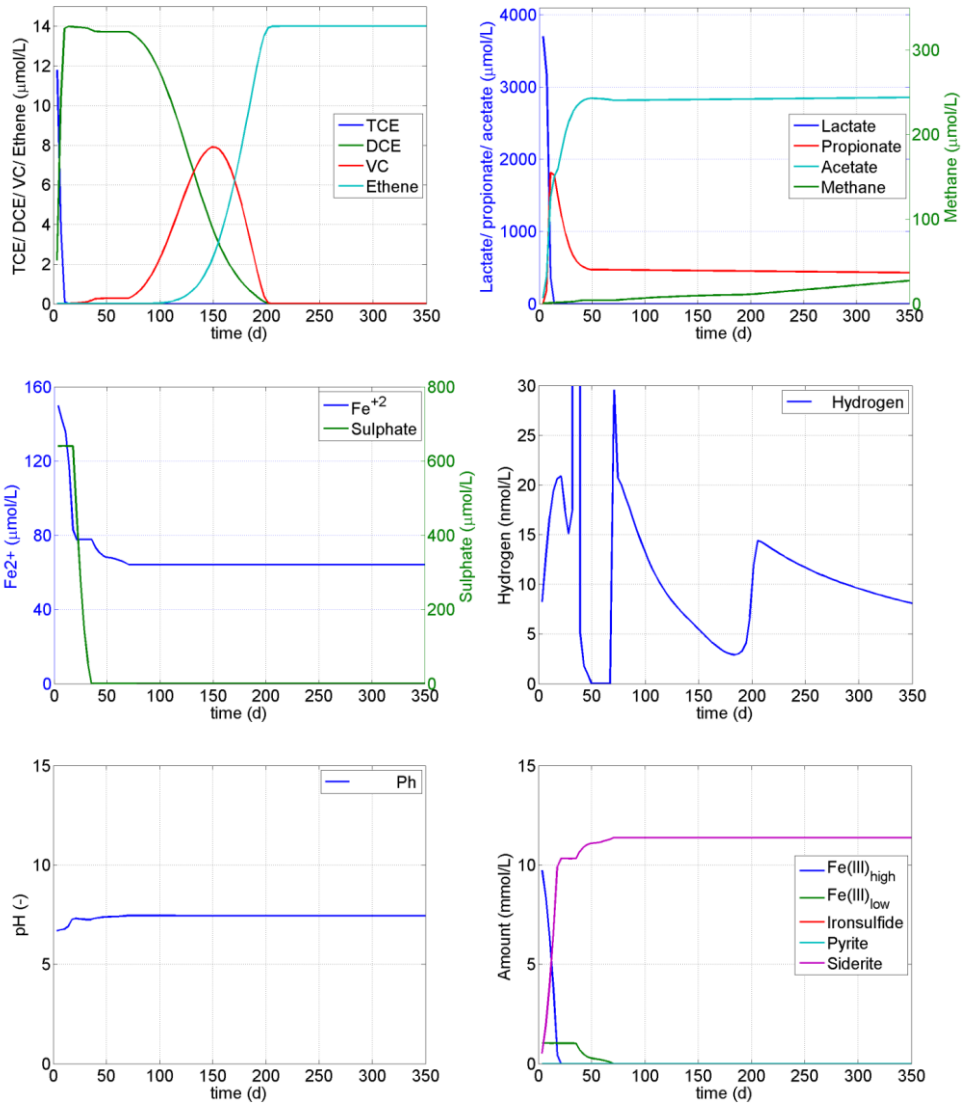 14
12
10
8
6
4
2
0
TCE/ DCE/ VC/ Ethene (μmol/L)
TCE
DCE
VC
Ethene
0 50 100 150 200 250 300 350
time (d)
4000
3000
2000
1000
0
Lactate/ propionate/ acetate (μmol/L)
300
200
100
0
Methane (μmol/L)
Lactate
Propionate
Acetate
Methane
0 50 100 150 200 250 300 350
time (d)
160
120
80
40
0
Fe2+ (μmol/L)
800
600
400
200
0
Sulphate (μmol/L)
Fe+2
Sulphate
0 50 100 150 200 250 300 350
time (d)
30
25
20
15
10
5
0
Hydrogen (nmol/L)
Hydrogen
0 50 100 150 200 250 300 350
time (d)
15
10
5
0
pH (-)
Ph
0 50 100 150 200 250 300 350
time (d)
15
10
5
0
Amount (mmol/L)
Fe(III)high
Fe(III)low
Ironsulfide
Pyrite
Siderite
0 50 100 150 200 250 300 350
time (d)